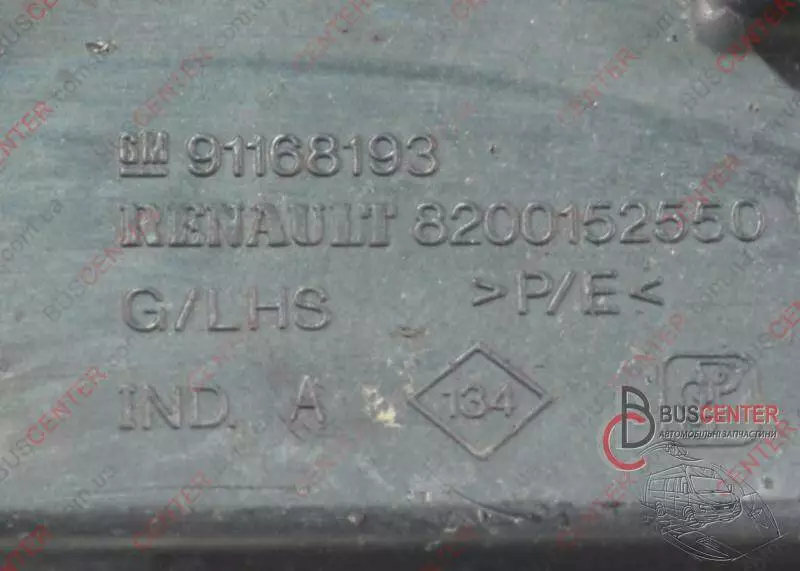 GM 91168193
RENAULT 8200152550
G/LHS >P/E<
IND. A 134
BUSCENTER
АВТОМОБІЛЬНІ ЗАПЧАСТИНИ